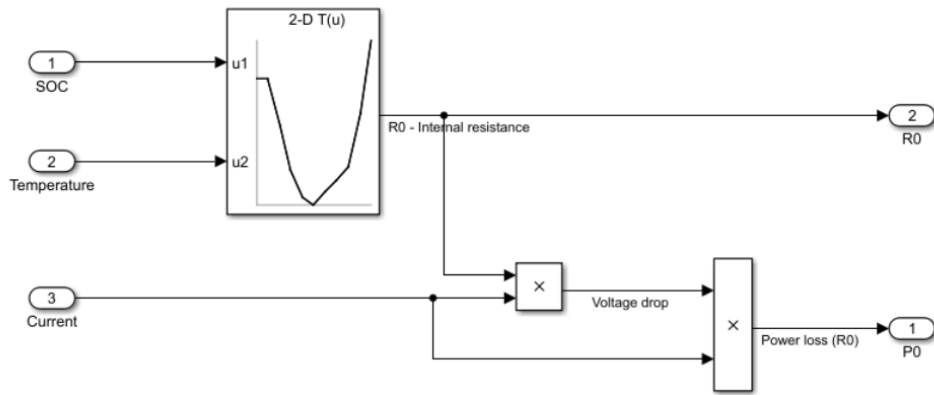 2-D T(u)
1
SOC
u1
R0 - Internal resistance
2
R0
2
Temperature
u2
3
Current
×
Voltage drop
×
Power loss (R0)
1
P0